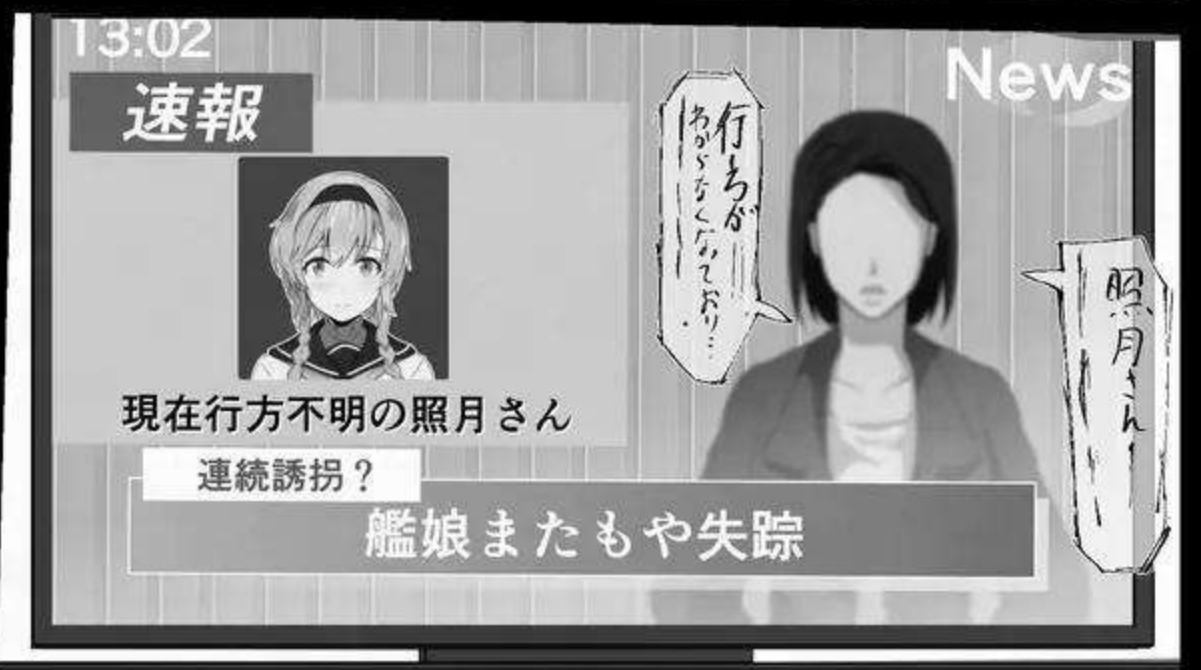 13:02
News
速報
照月さん
行方が
わからなくなっており…
現在行方不明の照月さん
連続誘拐?
艦娘またもや失踪